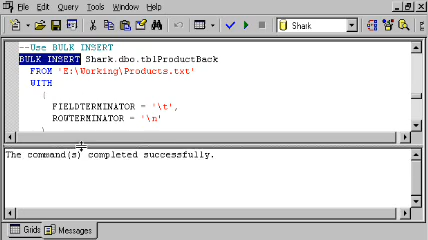 File Edit Query Tools Window Help
Shark
--Use BULK INSERT
BULK INSERT Shark.dbo.tblProductBack
FROM 'E:\Working\Products.txt'
WITH
(
FIELDTERMINATOR = '\t',
ROWTERMINATOR = '\n'
The command(s) completed successfully.
Grids Messages